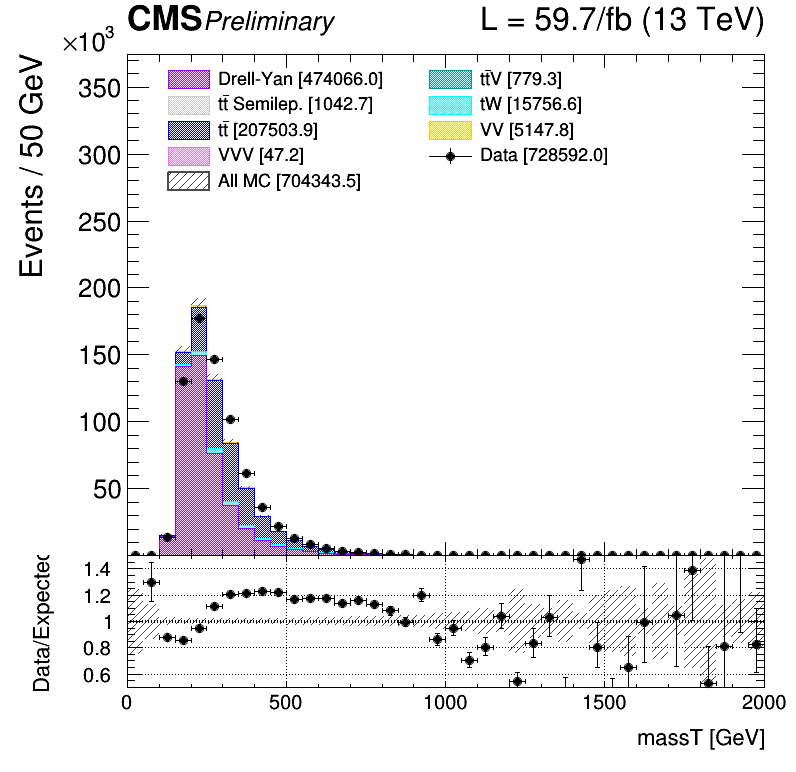 CMS Preliminary L = 59.7/fb (13 TeV)
×10³
Events / 50 GeV
350
300
250
200
150
100
50
Drell-Yan [474066.0]
tt̄ Semilep. [1042.7]
tt̄ [207503.9]
VVV [47.2]
All MC [704343.5]
tt̄V [779.3]
tW [15756.6]
VV [5147.8]
Data [728592.0]
Data/Expected
1.4
1.2
1
0.8
0.6
0 500 1000 1500 2000
massT [GeV]